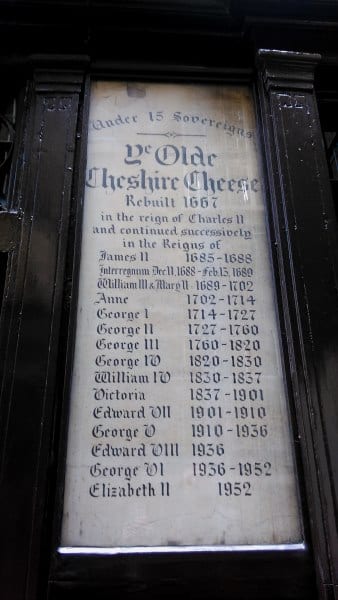 Under 15 Sovereigns
Ye Olde
Cheshire Cheese
Rebuilt 1667
in the reign of Charles II
and continued successively
in the Reigns of
James II 1685-1688
Interregnum Dec 11, 1688 - Feb. 13, 1689
William III & Mary II - 1689-1702
Anne 1702-1714
George I 1714-1727
George II 1727-1760
George III 1760-1820
George IV 1820-1830
William IV 1830-1837
Victoria 1837-1901
Edward VII 1901-1910
George V 1910-1936
Edward VIII 1936
George VI 1936-1952
Elizabeth II 1952